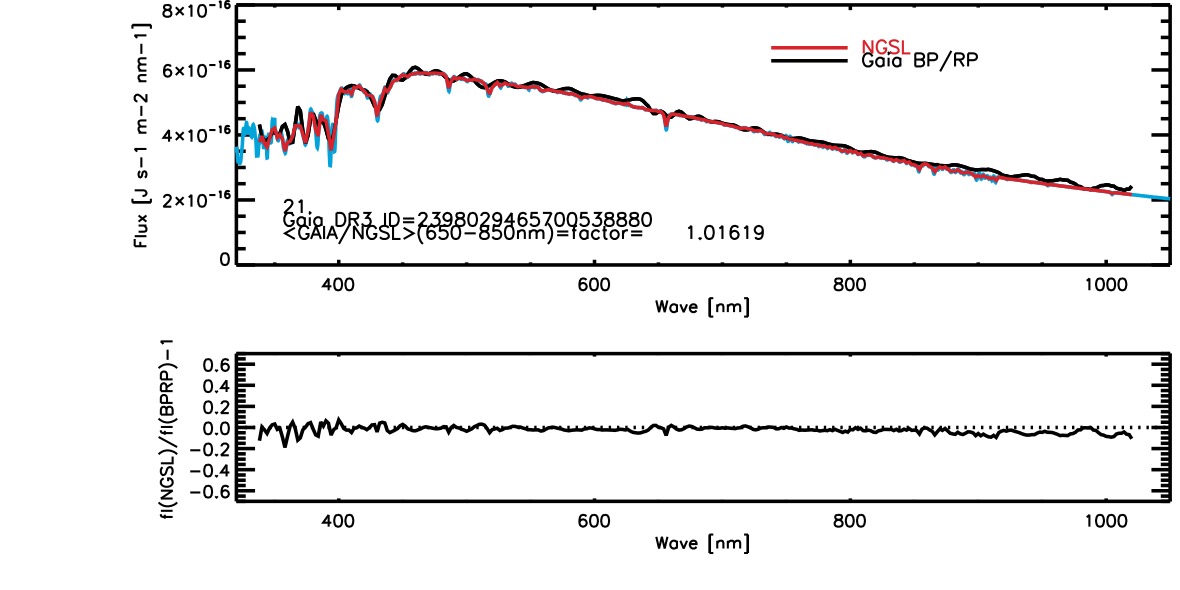 8×10−16
6×10−16
4×10−16
2×10−16
0
Flux [J s−1 m−2 nm−1]
NGSL
Gaia BP/RP
21.
Gaia DR3 ID=2398029465700538880
<GAIA/NGSL>(650−850nm)=factor= 1.01619
400 600 800 1000
Wave [nm]
0.6
0.4
0.2
0.0
−0.2
−0.4
−0.6
fl(NGSL)/fl(BPRP)−1
400 600 800 1000
Wave [nm]